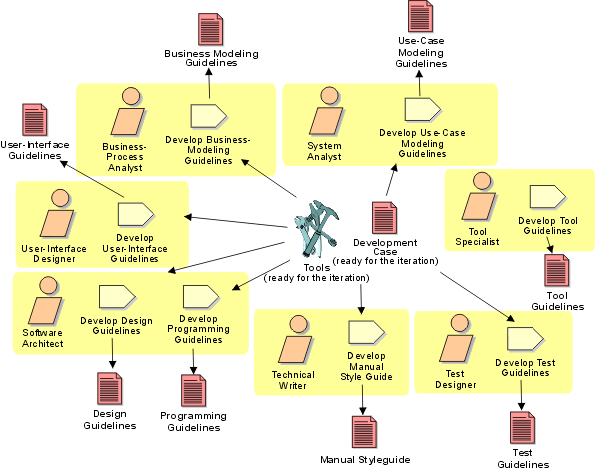 Business Modeling
Guidelines
Use-Case
Modeling
Guidelines
User-Interface
Guidelines
Business-
Process
Analyst
Develop Business-
Modeling
Guidelines
System
Analyst
Develop Use-Case
Modeling
Guidelines
Tool
Specialist
Develop Tool
Guidelines
User-Interface
Designer
Develop
User-Interface
Guidelines
Tools
(ready for the iteration)
Development
Case
(ready for the iteration)
Tool
Guidelines
Software
Architect
Develop Design
Guidelines
Develop
Programming
Guidelines
Technical
Writer
Develop
Manual
Style Guide
Test
Designer
Develop Test
Guidelines
Design
Guidelines
Programming
Guidelines
Manual Styleguide
Test
Guidelines